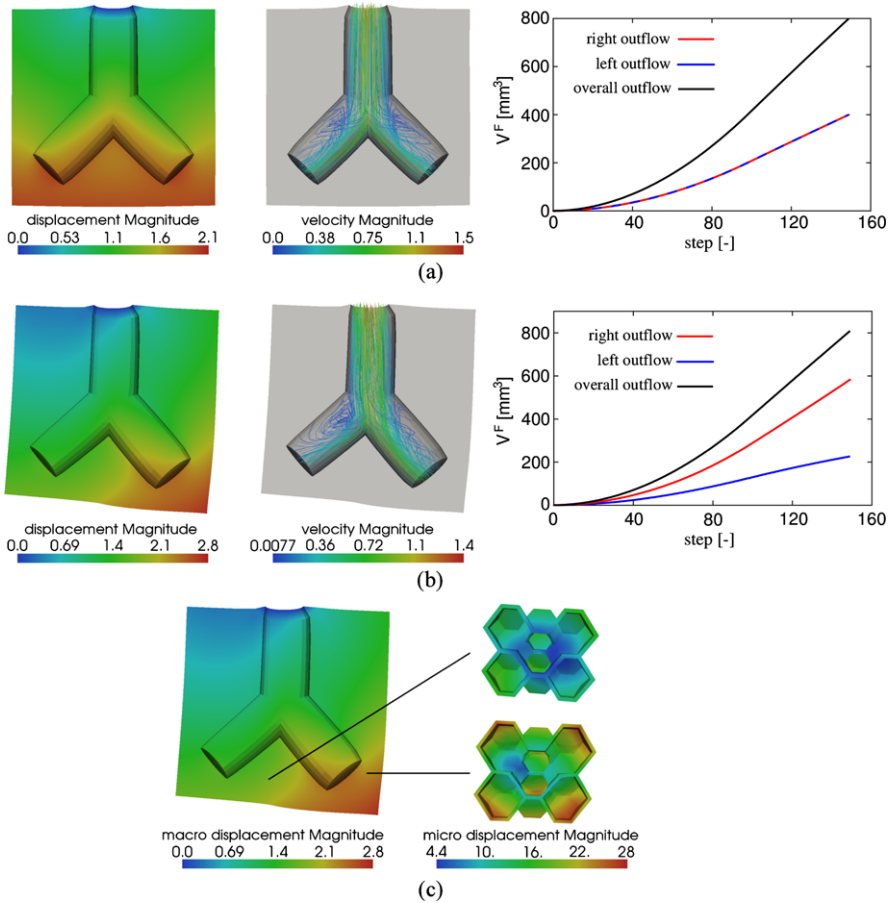 displacement Magnitude
0.0 0.53 1.1 1.6 2.1
velocity Magnitude
0.0 0.38 0.75 1.1 1.5
V^F [mm³]
800
600
400
200
0
right outflow
left outflow
overall outflow
0 40 80 120 160
step [-]
(a)
displacement Magnitude
0.0 0.69 1.4 2.1 2.8
velocity Magnitude
0.0077 0.36 0.72 1.1 1.4
V^F [mm³]
800
600
400
200
0
right outflow
left outflow
overall outflow
0 40 80 120 160
step [-]
(b)
macro displacement Magnitude
0.0 0.69 1.4 2.1 2.8
micro displacement Magnitude
4.4 10. 16. 22. 28
(c)